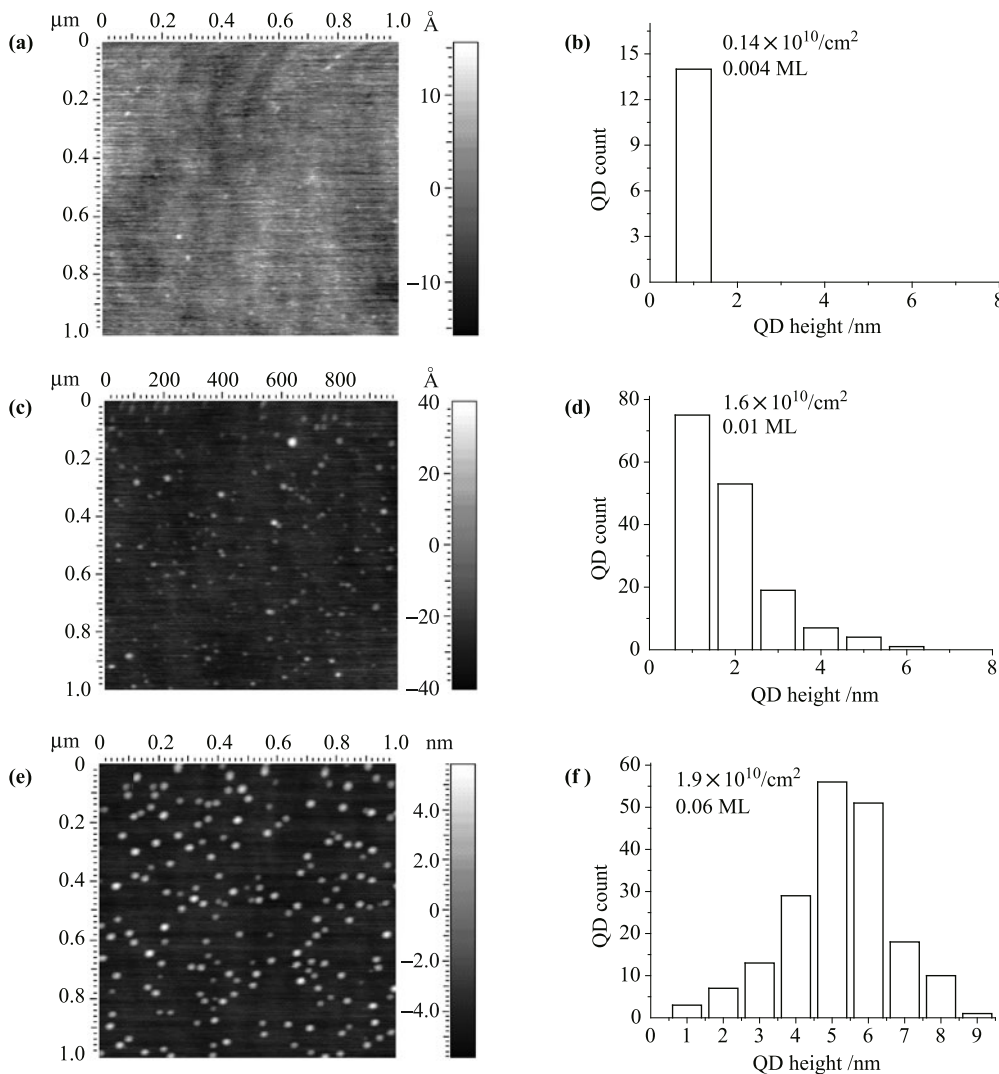 μm 0 0.2 0.4 0.6 0.8 1.0
Å
(a)
0
0.2
0.4
0.6
0.8
1.0
10
0
−10
(b)
0.14×10¹⁰/cm²
0.004 ML
15
12
9
6
3
0
QD count
0 2 4 6 8
QD height /nm
μm 0 200 400 600 800
Å
(c)
0
0.2
0.4
0.6
0.8
1.0
40
20
0
−20
−40
(d)
1.6×10¹⁰/cm²
0.01 ML
80
60
40
20
0
QD count
0 2 4 6 8
QD height /nm
μm 0 0.2 0.4 0.6 0.8 1.0 nm
(e)
0
0.2
0.4
0.6
0.8
1.0
4.0
2.0
0
−2.0
−4.0
(f )
1.9×10¹⁰/cm²
0.06 ML
60
50
40
30
20
10
0
QD count
0 1 2 3 4 5 6 7 8 9
QD height /nm